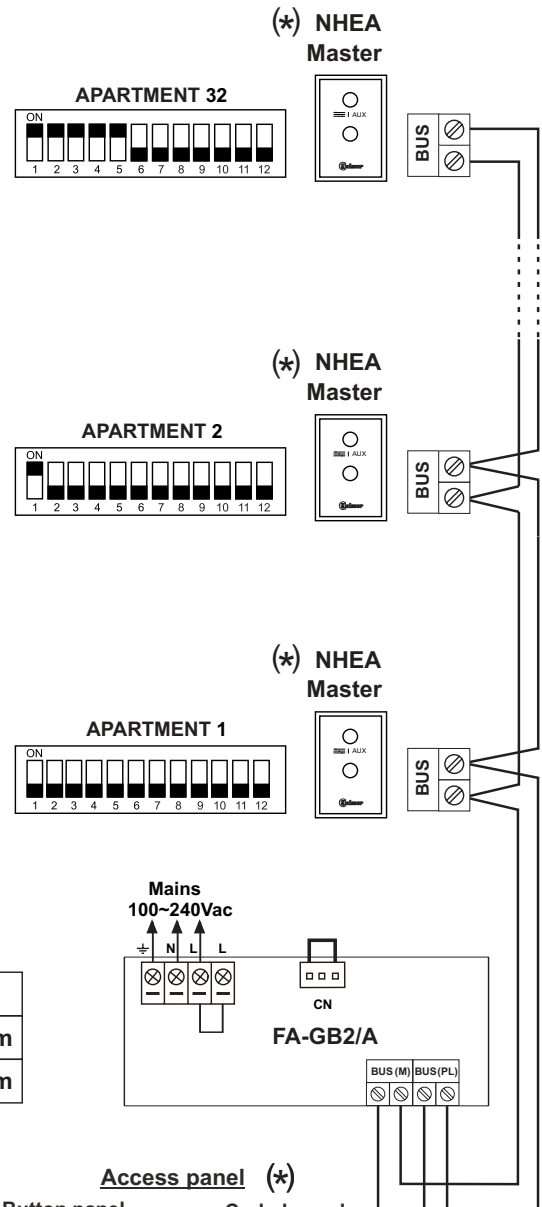 (*) NHEA
Master
APARTMENT 32
ON
1 2 3 4 5 6 7 8 9 10 11 12
AUX
Golmar
BUS
(*) NHEA
Master
APARTMENT 2
ON
1 2 3 4 5 6 7 8 9 10 11 12
AUX
Golmar
BUS
(*) NHEA
Master
APARTMENT 1
ON
1 2 3 4 5 6 7 8 9 10 11 12
AUX
Golmar
BUS
Mains
100~240Vac
N L L
CN
FA-GB2/A
m
m
BUS (M) BUS (PL)
Access panel (*)
Button panel